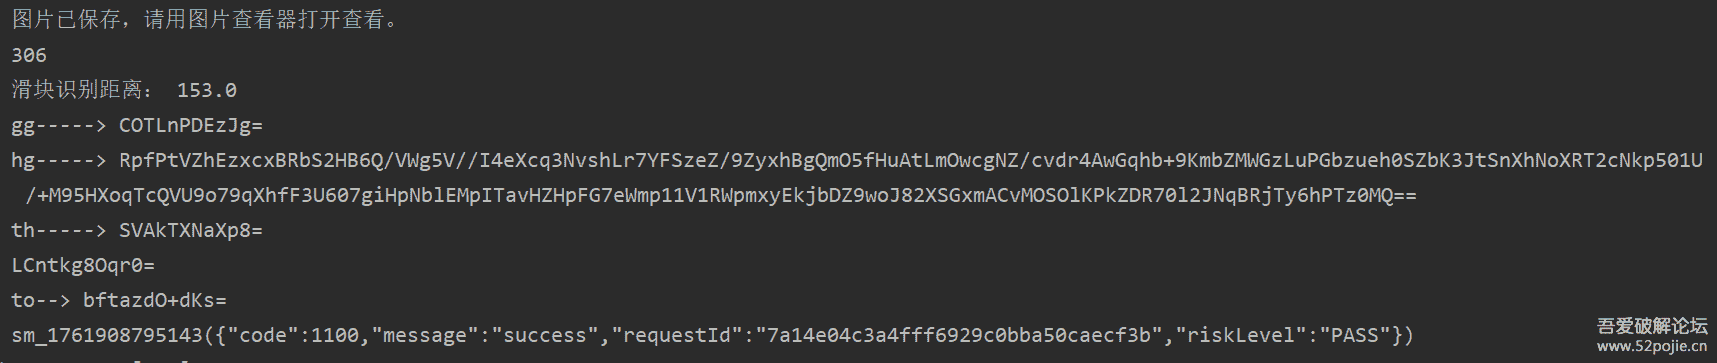 图片已保存，请用图片查看器打开查看。
306
滑块识别距离： 153.0
gg-----> COTLnPDEzJg=
hg-----> RpfPtVZhEzxcxBRbS2HB6Q/VWg5V//I4eXcq3NvshLr7YFSzeZ/9ZyxhBgQmO5fHuAtLmOwcgNZ/cvdr4AwGqhb+9KmbZMWGzLuPGbzueh0SZbK3JtSnXhNoXRT2cNkp501U
/+M95HXoqTcQVU9o79qXhfF3U607giHpNblEMpITavHZHpFG7eWmp11V1RWpmxyEkjbDZ9woJ82XSGxmACvMOSOlKPkZDR70l2JNqBRjTy6hPTz0MQ==
th-----> SVAkTXNaXp8=
LCntkg8Oqr0=
to--> bftazdO+dKs=
sm_1761908795143({"code":1100,"message":"success","requestId":"7a14e04c3a4fff6929c0bba50caecf3b","riskLevel":"PASS"})
吾爱破解论坛
www.52pojie.cn